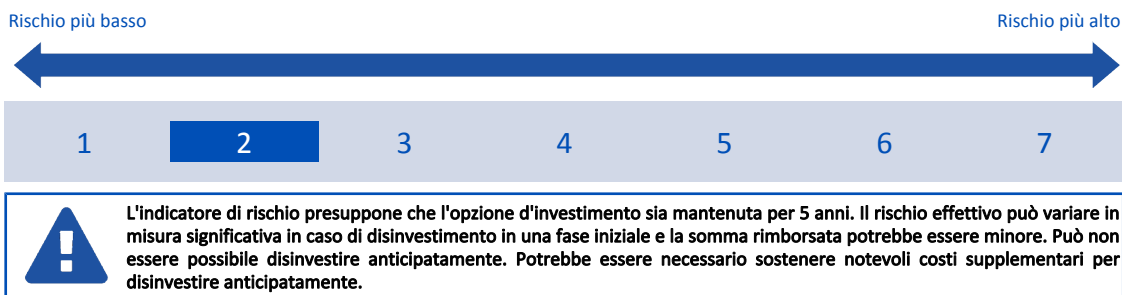 Rischio più basso
Rischio più alto
1 2 3 4 5 6 7
L'indicatore di rischio presuppone che l'opzione d'investimento sia mantenuta per 5 anni. Il rischio effettivo può variare in
misura significativa in caso di disinvestimento in una fase iniziale e la somma rimborsata potrebbe essere minore. Può non
essere possibile disinvestire anticipatamente. Potrebbe essere necessario sostenere notevoli costi supplementari per
disinvestire anticipatamente.